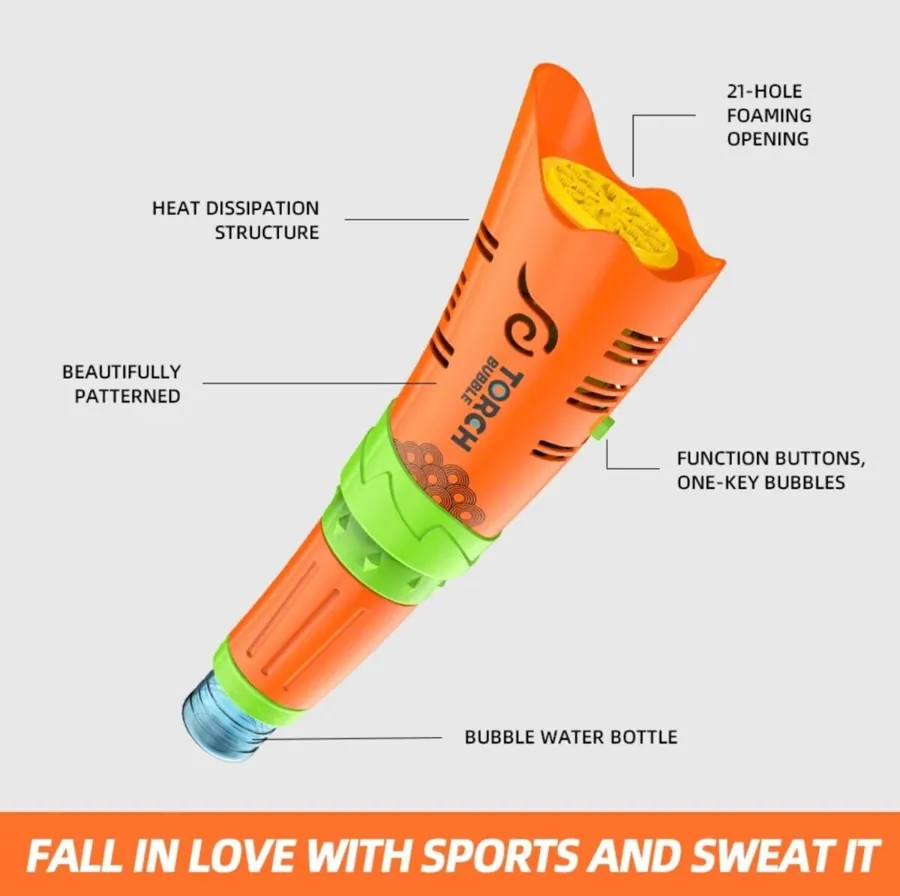 21-HOLE
FOAMING
OPENING
HEAT DISSIPATION
STRUCTURE
BEAUTIFULLY
PATTERNED
TORCH
BUBBLE
FUNCTION BUTTONS,
ONE-KEY BUBBLES
BUBBLE WATER BOTTLE
FALL IN LOVE WITH SPORTS AND SWEAT IT